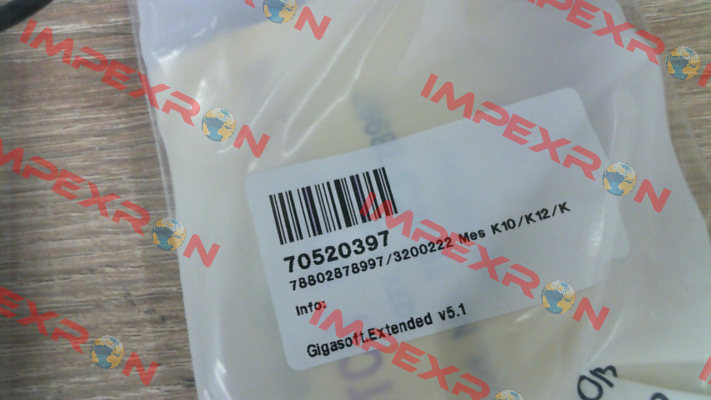 70520397
78802878997/3200222 Mes K10/K12/K
Info:
Gigasoft.Extended v5.1
IMPEXRON
IMPEXRON
IMPEXRON
IMPEXRON
IMPEXRON
IMPEXRON
IMPEXRON
IMPEXRON